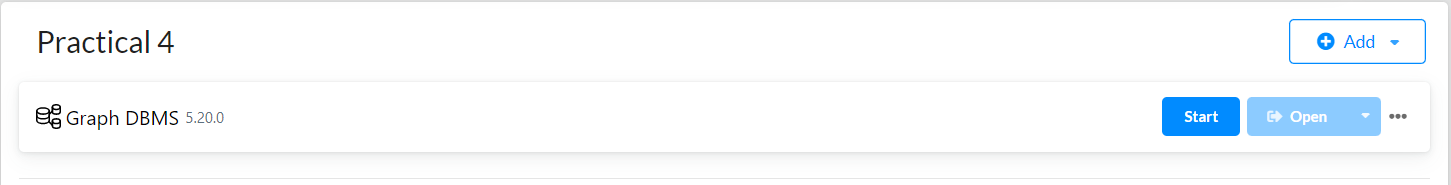 Practical 4
Add
Graph DBMS 5.20.0
Start
Open